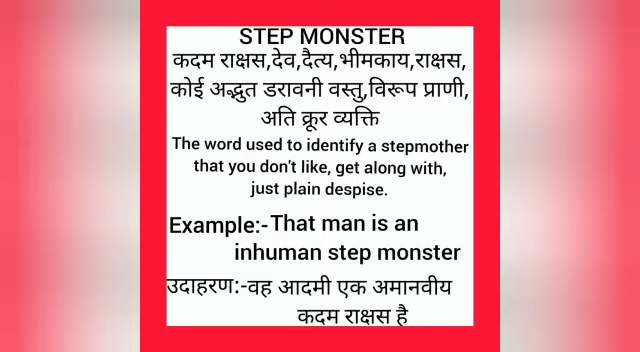 STEP MONSTER
कदम राक्षस,देव,दैत्य,भीमकाय,राक्षस,
कोई अद्भुत डरावनी वस्तु,विरूप प्राणी,
अति क्रूर व्यक्ति
The word used to identify a stepmother
that you don't like, get along with,
just plain despise.
Example:-That man is an
inhuman step monster
उदाहरण:-वह आदमी एक अमानवीय
कदम राक्षस है